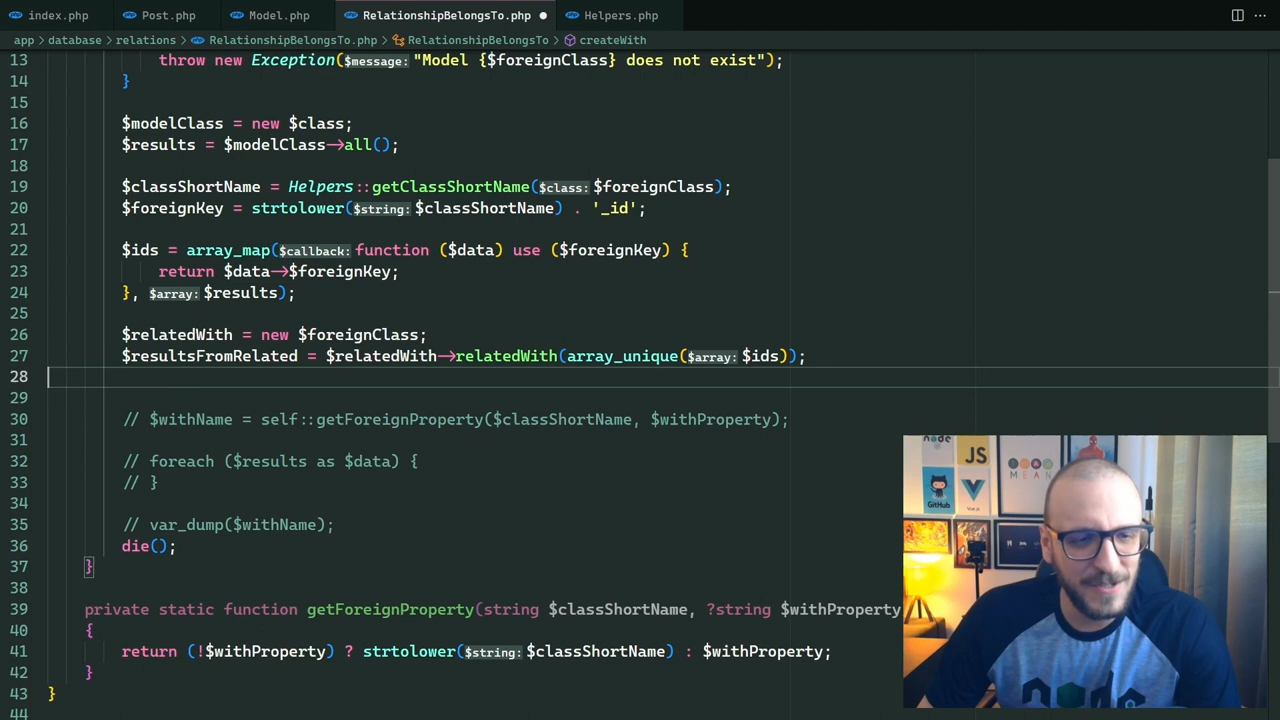 index.php
Post.php
Model.php
RelationshipBelongsTo.php
Helpers.php
app > database > relations > RelationshipBelongsTo.php > RelationshipBelongsTo > createWith
13 throw new Exception($message: "Model {$foreignClass} does not exist");
14 }
15
16 $modelClass = new $class;
17 $results = $modelClass->all();
18
19 $classShortName = Helpers::getClassShortName($class: $foreignClass);
20 $foreignKey = strtolower($string: $classShortName) . '_id';
21
22 $ids = array_map($callback: function ($data) use ($foreignKey) {
23 return $data->$foreignKey;
24 }, $array: $results);
25
26 $relatedWith = new $foreignClass;
27 $resultsFromRelated = $relatedWith->relatedWith(array_unique($array: $ids));
28
29
30 // $withName = self::getForeignProperty($classShortName, $withProperty);
31
32 // foreach ($results as $data) {
33 // }
34
35 // var_dump($withName);
36 die();
37 }
38
39 private static function getForeignProperty(string $classShortName, ?string $withProperty
40 {
41 return (!$withProperty) ? strtolower($string: $classShortName) : $withProperty;
42 }
43 }
44
node
JS
GitHub
Vue.js
MEAN